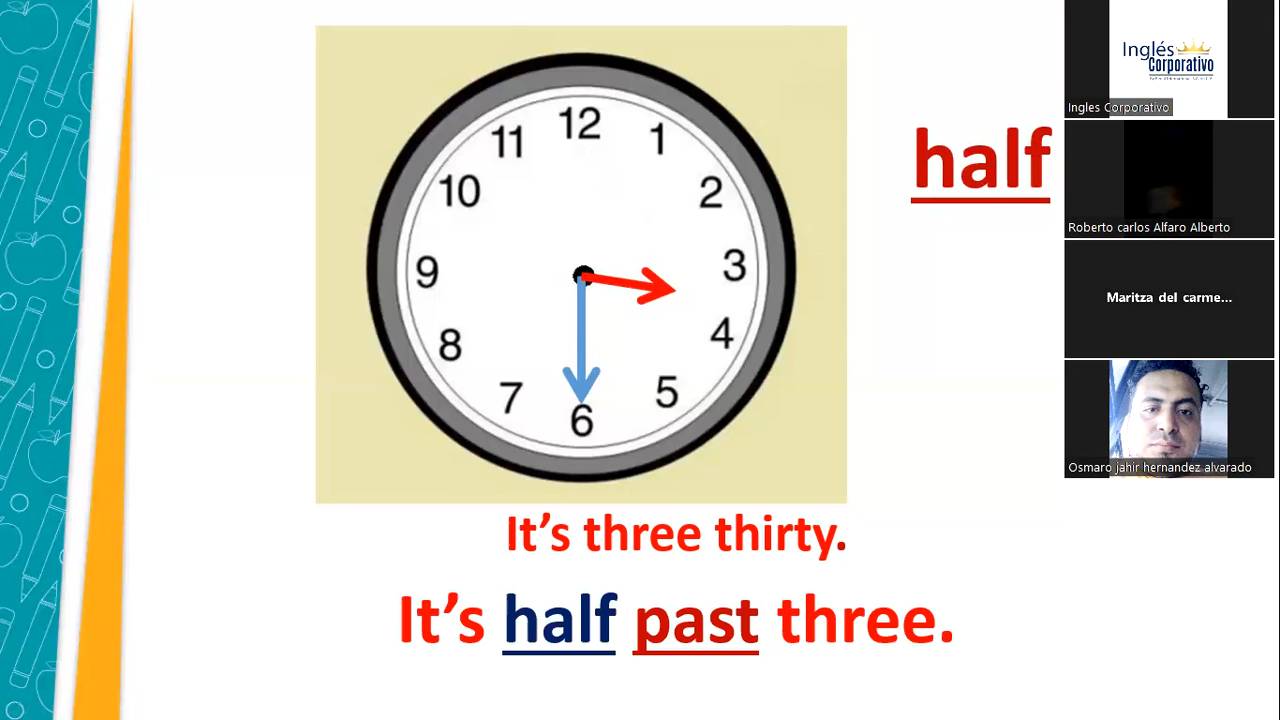 12
11
1
10
2
9
3
8
4
7
5
6
half
It’s three thirty.
It’s half past three.
Inglés
Corporativo
Ingles Corporativo
Roberto carlos Alfaro Alberto
Maritza del carme...
Osmaro jahir hernandez alvarado